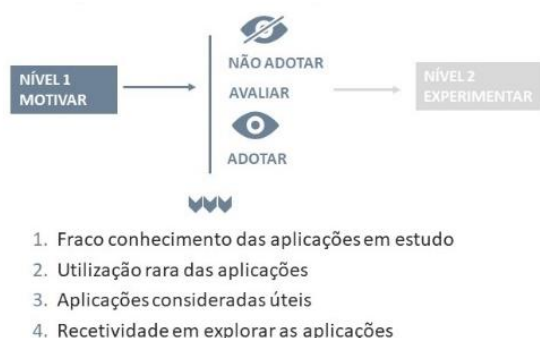 NÍVEL 1
MOTIVAR
NÃO ADOTAR
AVALIAR
ADOTAR
NÍVEL 2
EXPERIMENTAR
1. Fraco conhecimento das aplicações em estudo
2. Utilização rara das aplicações
3. Aplicações consideradas úteis
4. Recetividade em explorar as aplicações